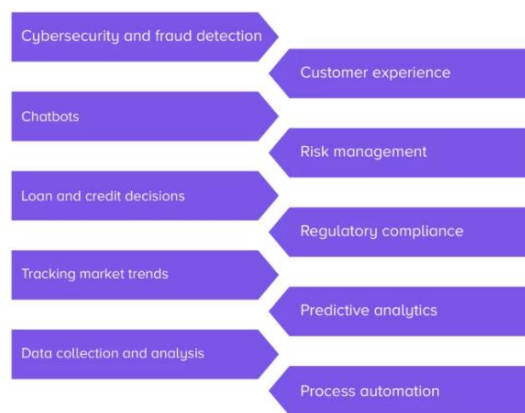 Cybersecurity and fraud detection
Customer experience
Chatbots
Risk management
Loan and credit decisions
Regulatory compliance
Tracking market trends
Predictive analytics
Data collection and analysis
Process automation